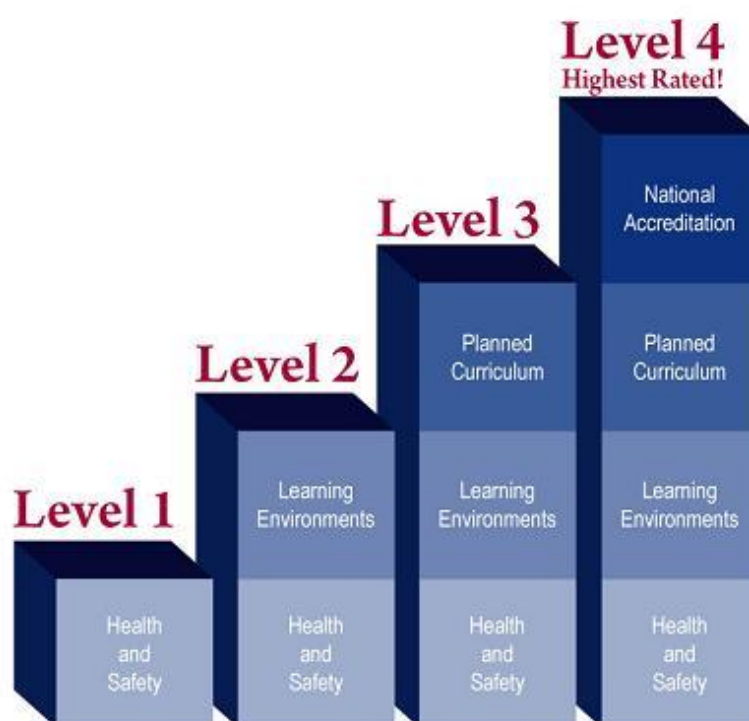 Level 1
Health
and
Safety
Level 2
Learning
Environments
Health
and
Safety
Level 3
Planned
Curriculum
Learning
Environments
Health
and
Safety
Level 4
Highest Rated!
National
Accreditation
Planned
Curriculum
Learning
Environments
Health
and
Safety